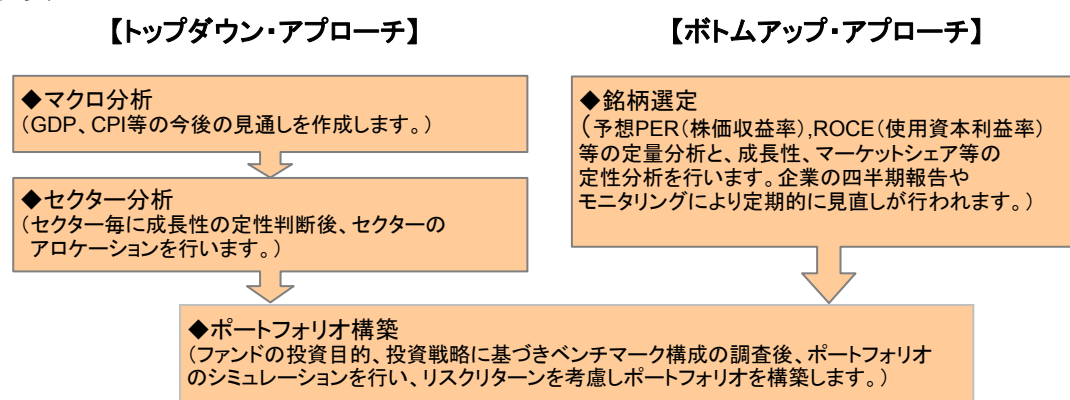 【トップダウン・アプローチ】
【ボトムアップ・アプローチ】
◆マクロ分析
(GDP、CPI等の今後の見通しを作成します。)
◆セクター分析
(セクター毎に成長性の定性判断後、セクターの
アロケーションを行います。)
◆銘柄選定
(予想PER(株価収益率),ROCE(使用資本利益率)
等の定量分析と、成長性、マーケットシェア等の
定性分析を行います。企業の四半期報告や
モニタリングにより定期的に見直しが行われます。)
◆ポートフォリオ構築
(ファンドの投資目的、投資戦略に基づきベンチマーク構成の調査後、ポートフォリオ
のシミュレーションを行い、リスクリターンを考慮しポートフォリオを構築します。)